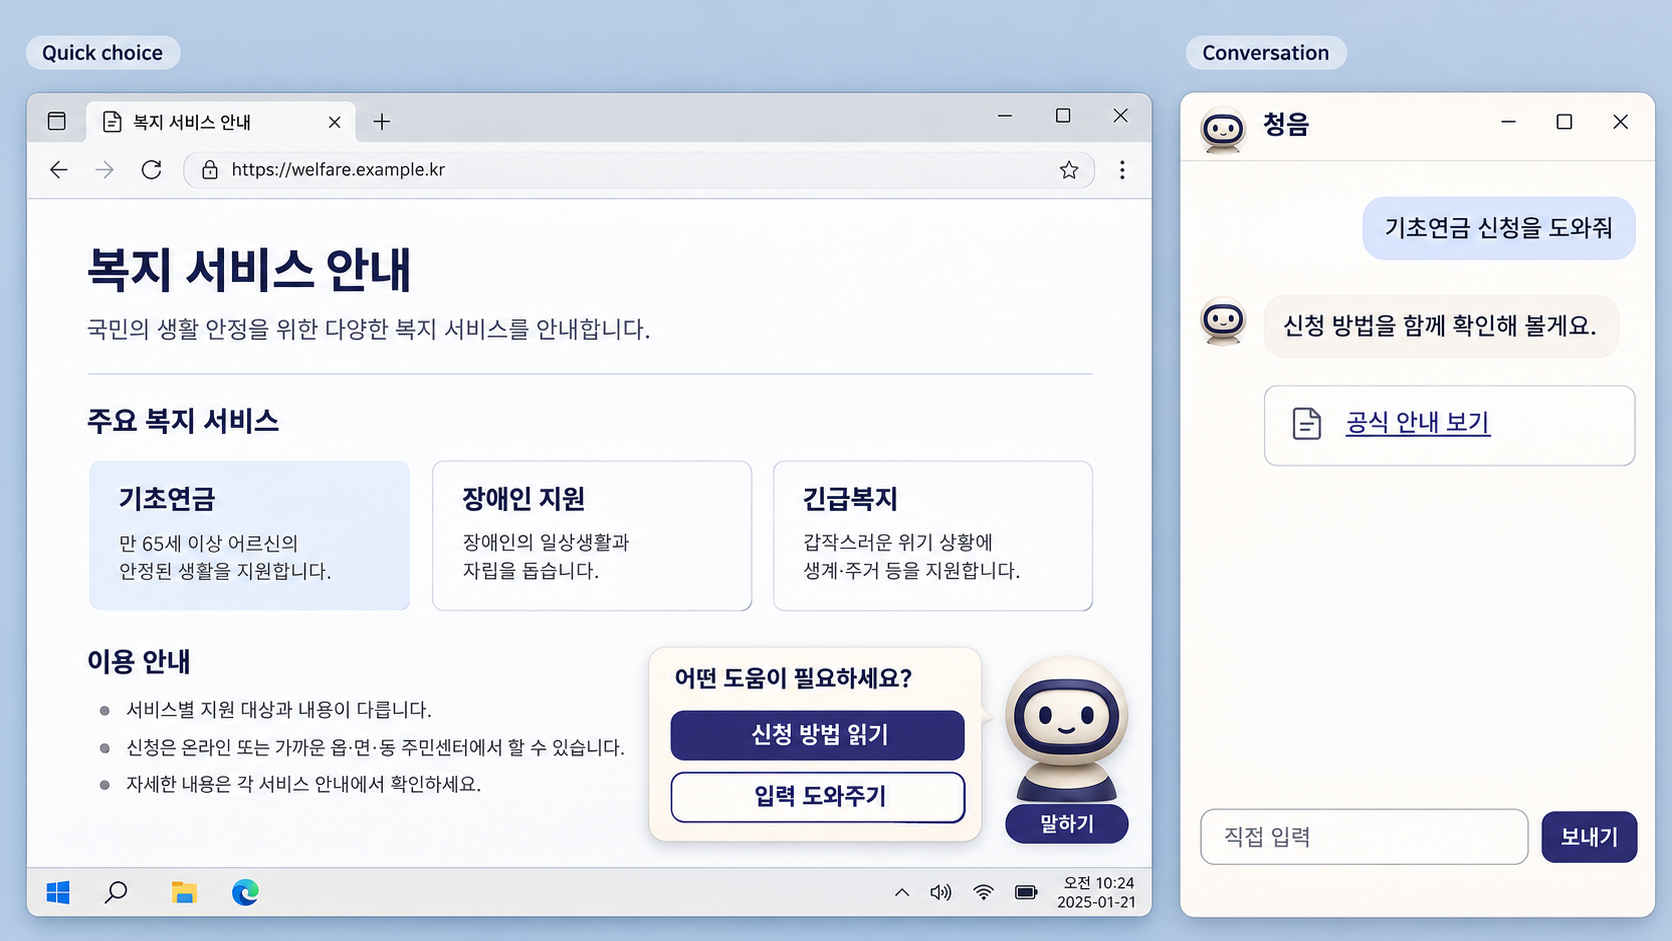 Quick choice
복지 서비스 안내
https://welfare.example.kr
복지 서비스 안내
국민의 생활 안정을 위한 다양한 복지 서비스를 안내합니다.
주요 복지 서비스
기초연금
만 65세 이상 어르신의
안정된 생활을 지원합니다.
장애인 지원
장애인의 일상생활과
자립을 돕습니다.
긴급복지
갑작스러운 위기 상황에
생계·주거 등을 지원합니다.
이용 안내
서비스별 지원 대상과 내용이 다릅니다.
신청은 온라인 또는 가까운 읍·면·동 주민센터에서 할 수 있습니다.
자세한 내용은 각 서비스 안내에서 확인하세요.
어떤 도움이 필요하세요?
신청 방법 읽기
입력 도와주기
말하기
오전 10:24
2025-01-21
Conversation
청음
기초연금 신청을 도와줘
신청 방법을 함께 확인해 볼게요.
공식 안내 보기
직접 입력
보내기